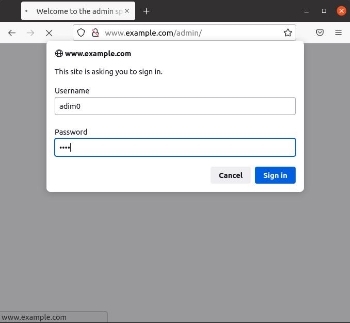 Welcome to the admin sp
www.example.com/admin/
www.example.com
This site is asking you to sign in.
Username
adim0
Password
••••
Cancel
Sign in
www.example.com